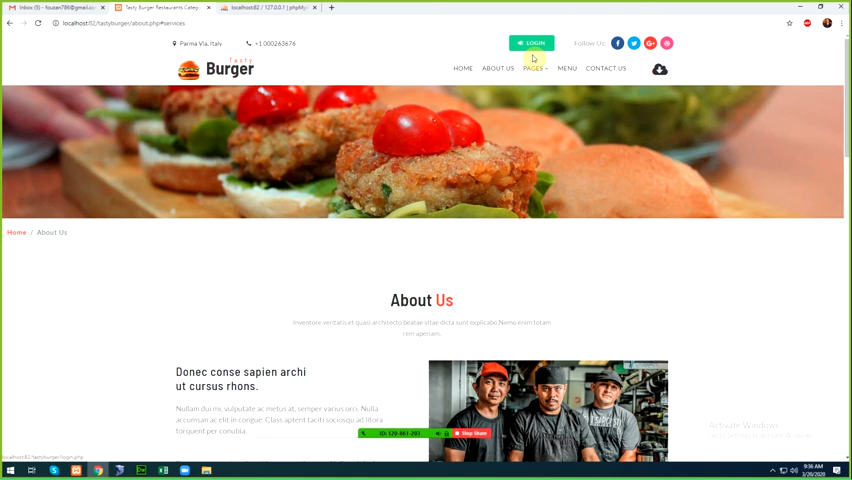 Inbox (5) - fouzan786@gmail
Tasty Burger Restaurants Categ
localhost:82 / 127.0.0.1 | phpMy
localhost:82/tastyburger/about.php#services
Parma Via, Italy
+1 000263676
LOGIN
Follow Us:
Tasty
Burger
HOME
ABOUT US
PAGES
MENU
CONTACT US
Home / About Us
About Us
Inventore veritatis et quasi architecto beatae vitae dicta sunt explicabo.Nemo enim totam
rem aperiam.
Donec conse sapien archi
ut cursus rhons.
Nullam dui mi, vulputate ac metus at, semper varius orci. Class
accumsan ac elit in congue. Class aptent taciti sociosqu ad litora
torquent per conubia.
ID: 120-861-203
Stop Share
Activate Windows
localhost:82/tastyburger/login.php
9:36 AM
3/20/2020